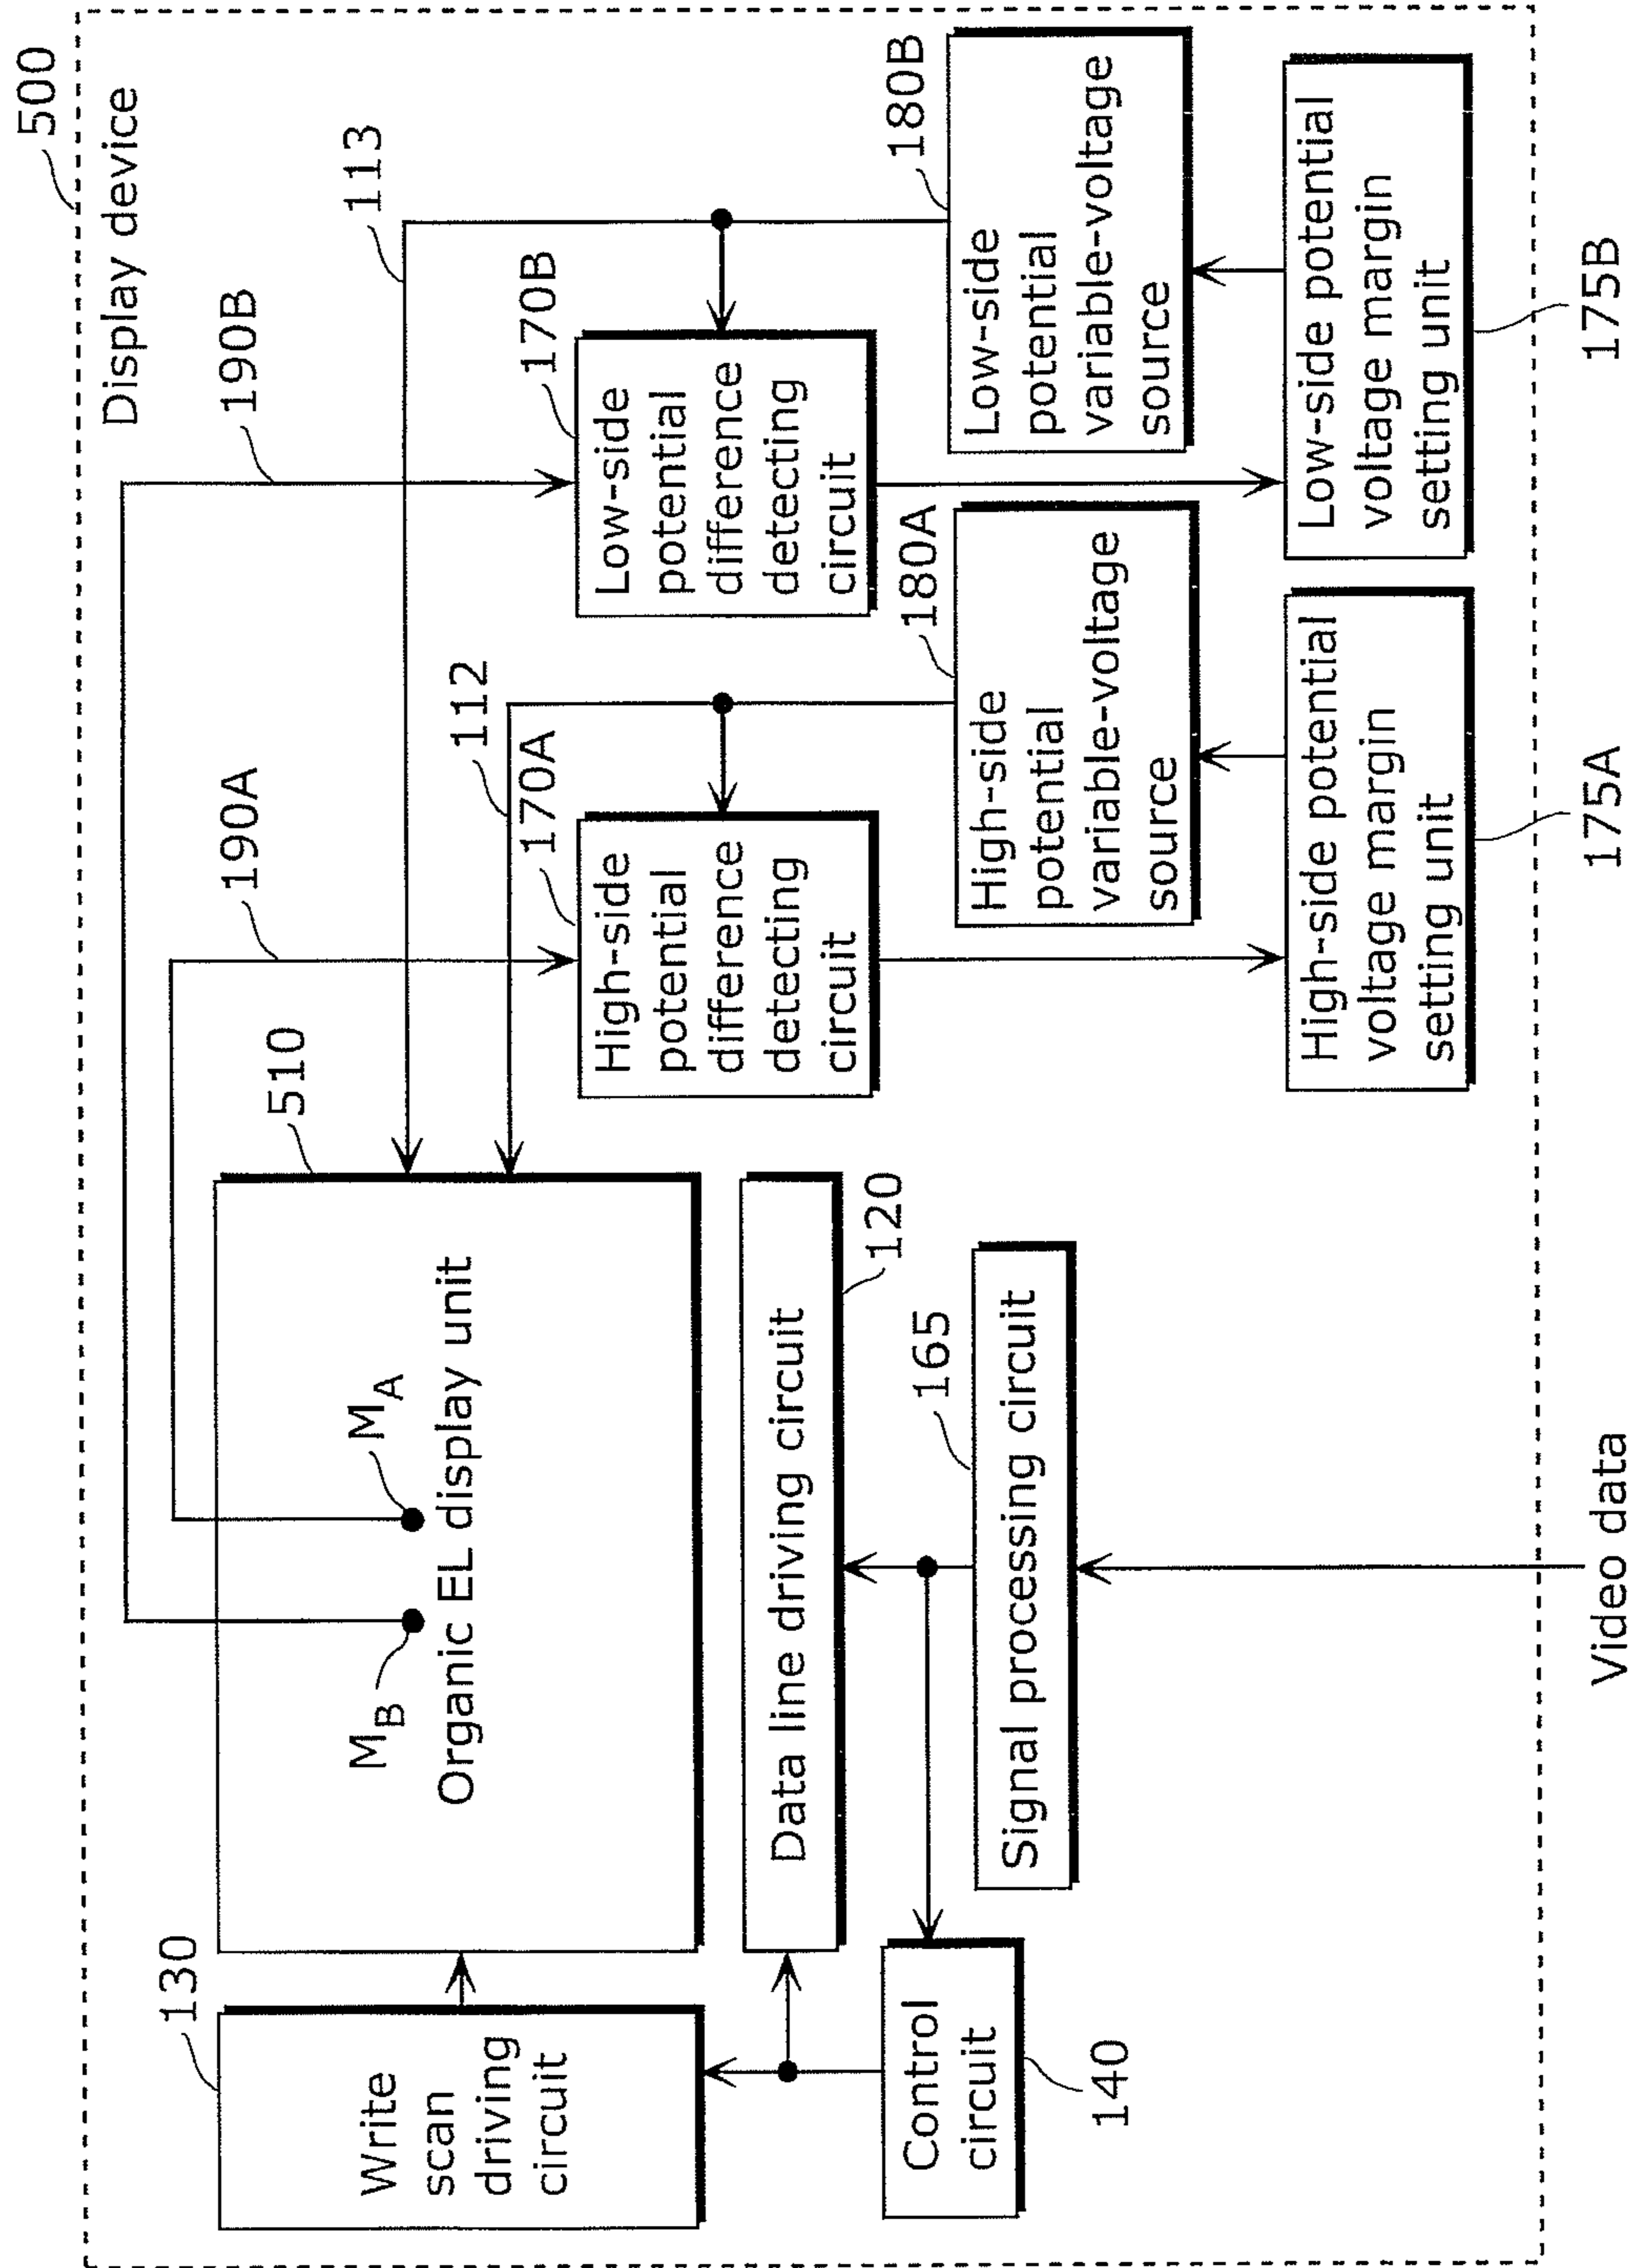 500
Display device
190B
113
190A
112
510
130
Write
scan
driving
circuit
M_B
M_A
Organic EL display unit
170A
High-side
potential
difference
detecting
circuit
170B
Low-side
potential
difference
detecting
circuit
Data line driving circuit
120
180A
High-side
potential
variable-voltage
source
180B
Low-side
potential
variable-voltage
source
Control
circuit
140
165
Signal processing circuit
High-side potential
voltage margin
setting unit
175A
Low-side potential
voltage margin
setting unit
175B
Video data